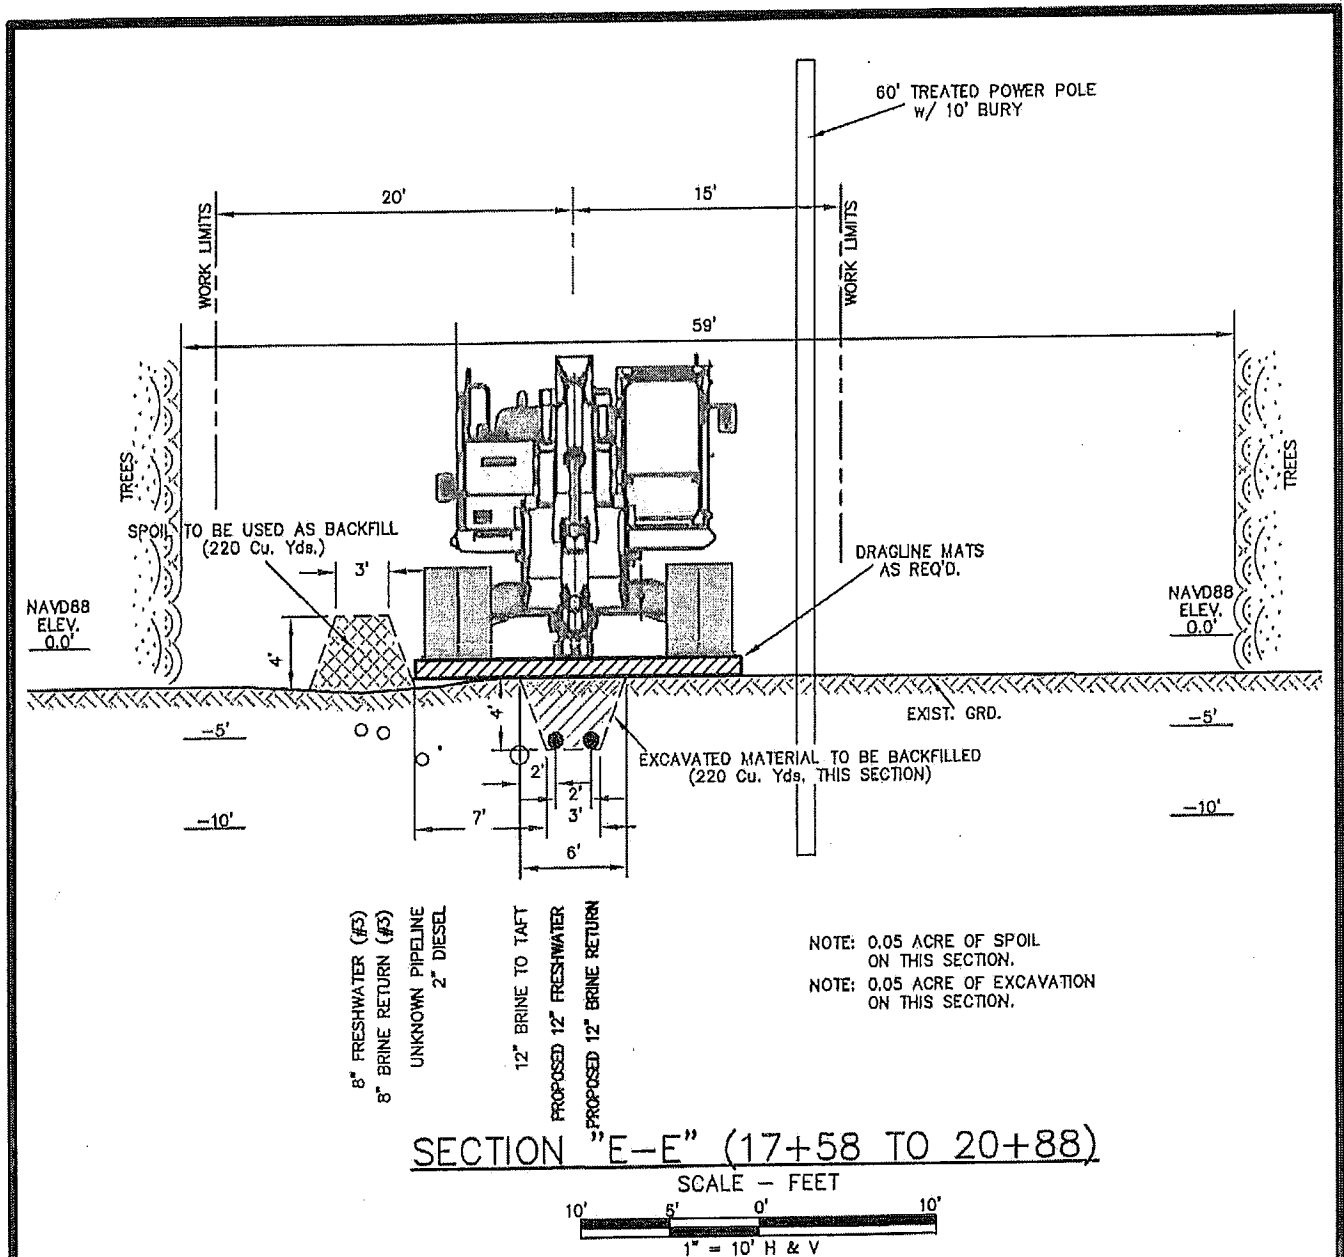 60' TREATED POWER POLE
W/ 10' BURY
20'
15'
WORK LIMITS
WORK LIMITS
59'
TREES
TREES
SPOIL TO BE USED AS BACKFILL
(220 Cu. Yds.)
3'
DRAGLINE MATS
AS REQ'D.
NAVD88
ELEV.
0.0'
NAVD88
ELEV.
0.0'
4'
4'
EXIST. GRD.
-5'
-5'
EXCAVATED MATERIAL TO BE BACKFILLED
(220 Cu. Yds. THIS SECTION)
2'
2'
-10'
-10'
7'
3'
6'
8" FRESHWATER (#3)
8" BRINE RETURN (#3)
UNKNOWN PIPELINE
2" DIESEL
12" BRINE TO TAFT
PROPOSED 12" FRESHWATER
PROPOSED 12" BRINE RETURN
NOTE: 0.05 ACRE OF SPOIL
ON THIS SECTION.
NOTE: 0.05 ACRE OF EXCAVATION
ON THIS SECTION.
SECTION "E-E" (17+58 TO 20+88)
SCALE - FEET
10' 5' 0' 10'
1" = 10' H & V